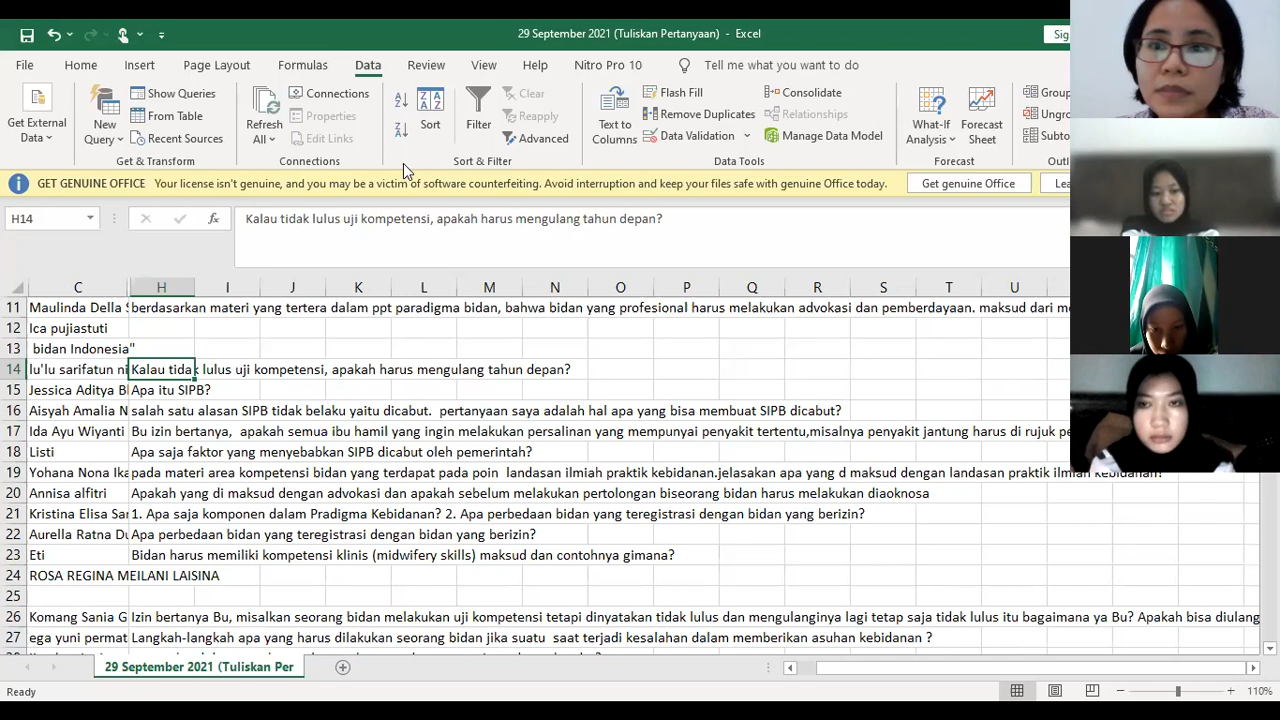 29 September 2021 (Tuliskan Pertanyaan) - Excel
File Home Insert Page Layout Formulas Data Review View Help Nitro Pro 10 Tell me what you want to do
Get External Data
New Query
Show Queries
From Table
Recent Sources
Get & Transform
Refresh All
Connections
Properties
Edit Links
Connections
Sort
Filter
Clear
Reapply
Advanced
Sort & Filter
Text to Columns
Flash Fill
Remove Duplicates
Data Validation
Consolidate
Relationships
Manage Data Model
Data Tools
What-If Analysis
Forecast Sheet
Forecast
GET GENUINE OFFICE Your license isn't genuine, and you may be a victim of software counterfeiting. Avoid interruption and keep your files safe with genuine Office today. Get genuine Office
H14 fx Kalau tidak lulus uji kompetensi, apakah harus mengulang tahun depan?
C H I J K L M N O P Q R S T U
11 Maulinda Della berdasarkan materi yang tertera dalam ppt paradigma bidan, bahwa bidan yang profesional harus melakukan advokasi dan pemberdayaan. maksud dari
12 Ica pujiastuti
13 bidan Indonesia"
14 lu'lu sarifatun ni Kalau tidak lulus uji kompetensi, apakah harus mengulang tahun depan?
15 Jessica Aditya Apa itu SIPB?
16 Aisyah Amalia N salah satu alasan SIPB tidak belaku yaitu dicabut. pertanyaan saya adalah hal apa yang bisa membuat SIPB dicabut?
17 Ida Ayu Wiyanti Bu izin bertanya, apakah semua ibu hamil yang ingin melakukan persalinan yang mempunyai penyakit tertentu,misalnya penyakit jantung harus di rujuk
18 Listi Apa saja faktor yang menyebabkan SIPB dicabut oleh pemerintah?
19 Yohana Nona Ika pada materi area kompetensi bidan yang terdapat pada poin landasan ilmiah praktik kebidanan.jelasakan apa yang d maksud dengan landasan praktik ilmiah kebidanan?
20 Annisa alfitri Apakah yang di maksud dengan advokasi dan apakah sebelum melakukan pertolongan biseorang bidan harus melakukan diaoknosa
21 Kristina Elisa Sar 1. Apa saja komponen dalam Pradigma Kebidanan? 2. Apa perbedaan bidan yang teregistrasi dengan bidan yang berizin?
22 Aurella Ratna Du Apa perbedaan bidan yang teregistrasi dengan bidan yang berizin?
23 Eti Bidan harus memiliki kompetensi klinis (midwifery skills) maksud dan contohnya gimana?
24 ROSA REGINA MEILANI LAISINA
25
26 Komang Sania G Izin bertanya Bu, misalkan seorang bidan melakukan uji kompetensi tetapi dinyatakan tidak lulus dan mengulanginya lagi tetap saja tidak lulus itu bagaimana ya Bu? Apakah bisa diulang
27 ega yuni permat Langkah-langkah apa yang harus dilakukan seorang bidan jika suatu saat terjadi kesalahan dalam memberikan asuhan kebidanan ?
29 September 2021 (Tuliskan Per
Ready 110%